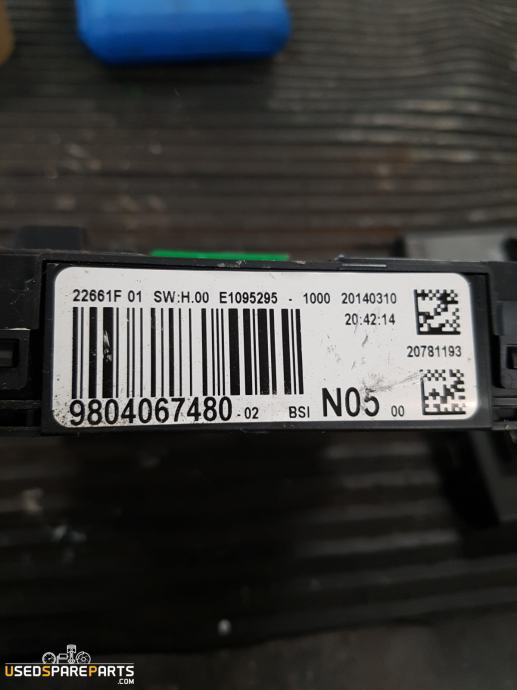 22661F 01 SW:H.00 E1095295 - 1000 20140310
20:42:14
20781193
9804067480 - 02 BSI N05 00
USEDSPAREPARTS
.COM